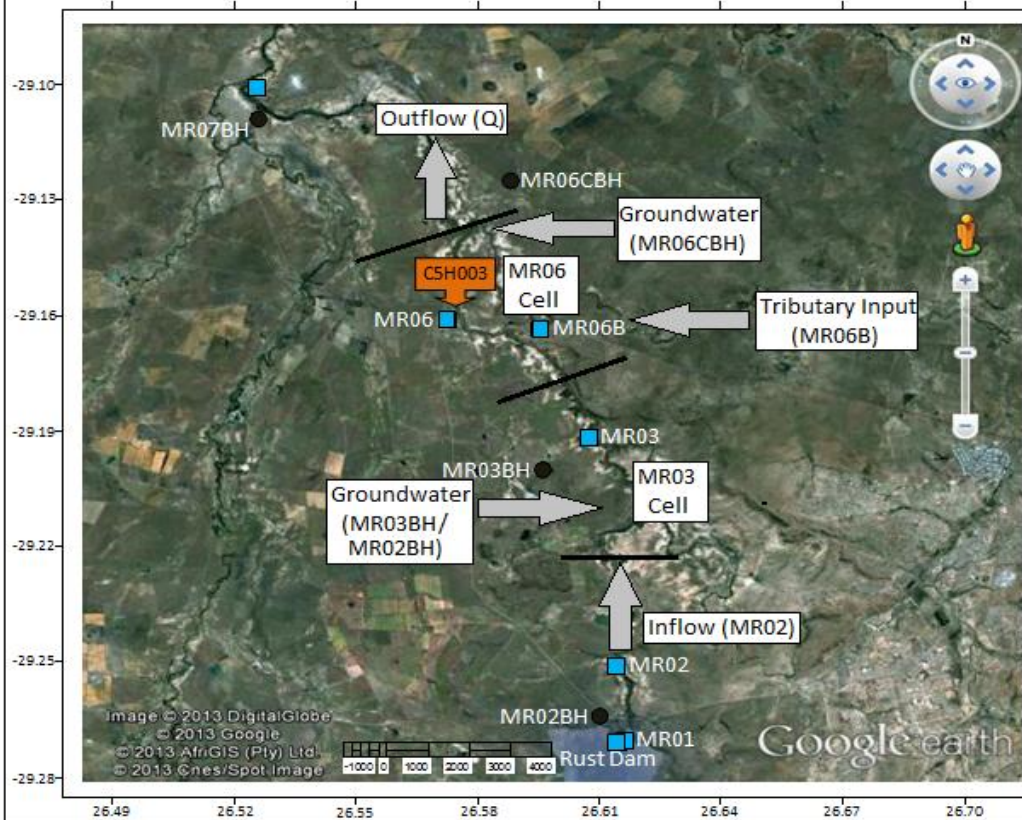 N
-29.10
MR07BH
Outflow (Q)
MR06CBH
-29.13
Groundwater
(MR06CBH)
C5H003
MR06
Cell
-29.16
MR06
MR06B
Tributary Input
(MR06B)
-29.19
MR03
MR03BH
MR03
Cell
Groundwater
(MR03BH/
MR02BH)
-29.22
Inflow (MR02)
-29.25
MR02
MR02BH
MR01
Image © 2013 DigitalGlobe
© 2013 Google
© 2013 AfriGIS (Pty) Ltd.
© 2013 Cnes/Spot Image
-1000 0 1000 2000 3000 4000
Rust Dam
Google earth
-29.28
26.49 26.52 26.55 26.58 26.61 26.64 26.67 26.70